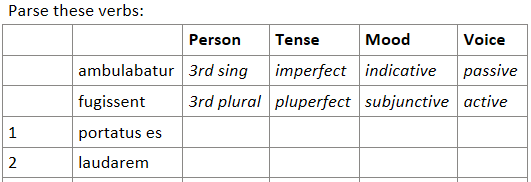 Parse these verbs:
Person Tense Mood Voice
ambulabatur 3rd sing imperfect indicative passive
fugissent 3rd plural pluperfect subjunctive active
1 portatus es
2 laudarem